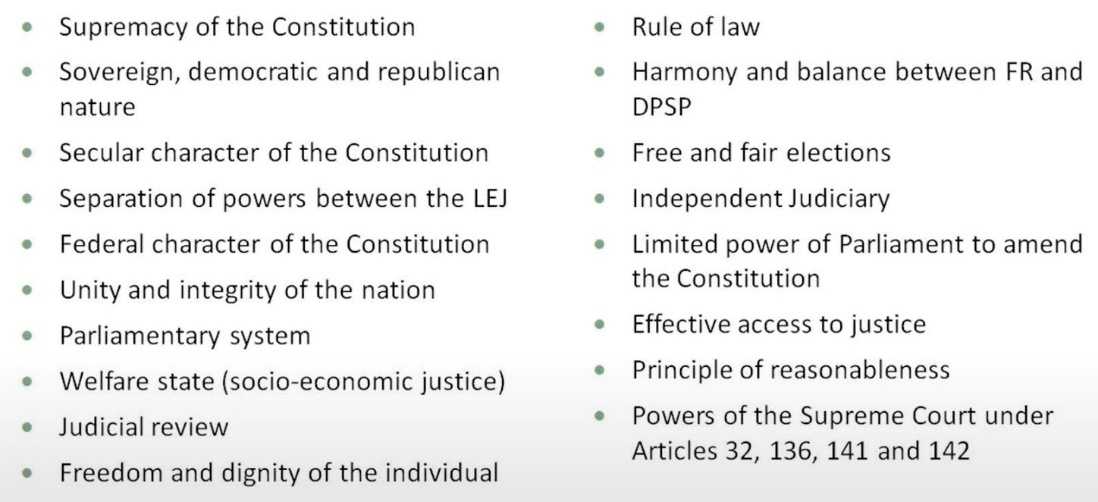 • Supremacy of the Constitution
• Sovereign, democratic and republican
nature
• Secular character of the Constitution
• Separation of powers between the LEJ
• Federal character of the Constitution
• Unity and integrity of the nation
• Parliamentary system
• Welfare state (socio-economic justice)
• Judicial review
• Freedom and dignity of the individual
• Rule of law
• Harmony and balance between FR and
DPSP
• Free and fair elections
• Independent Judiciary
• Limited power of Parliament to amend
the Constitution
• Effective access to justice
• Principle of reasonableness
• Powers of the Supreme Court under
Articles 32, 136, 141 and 142